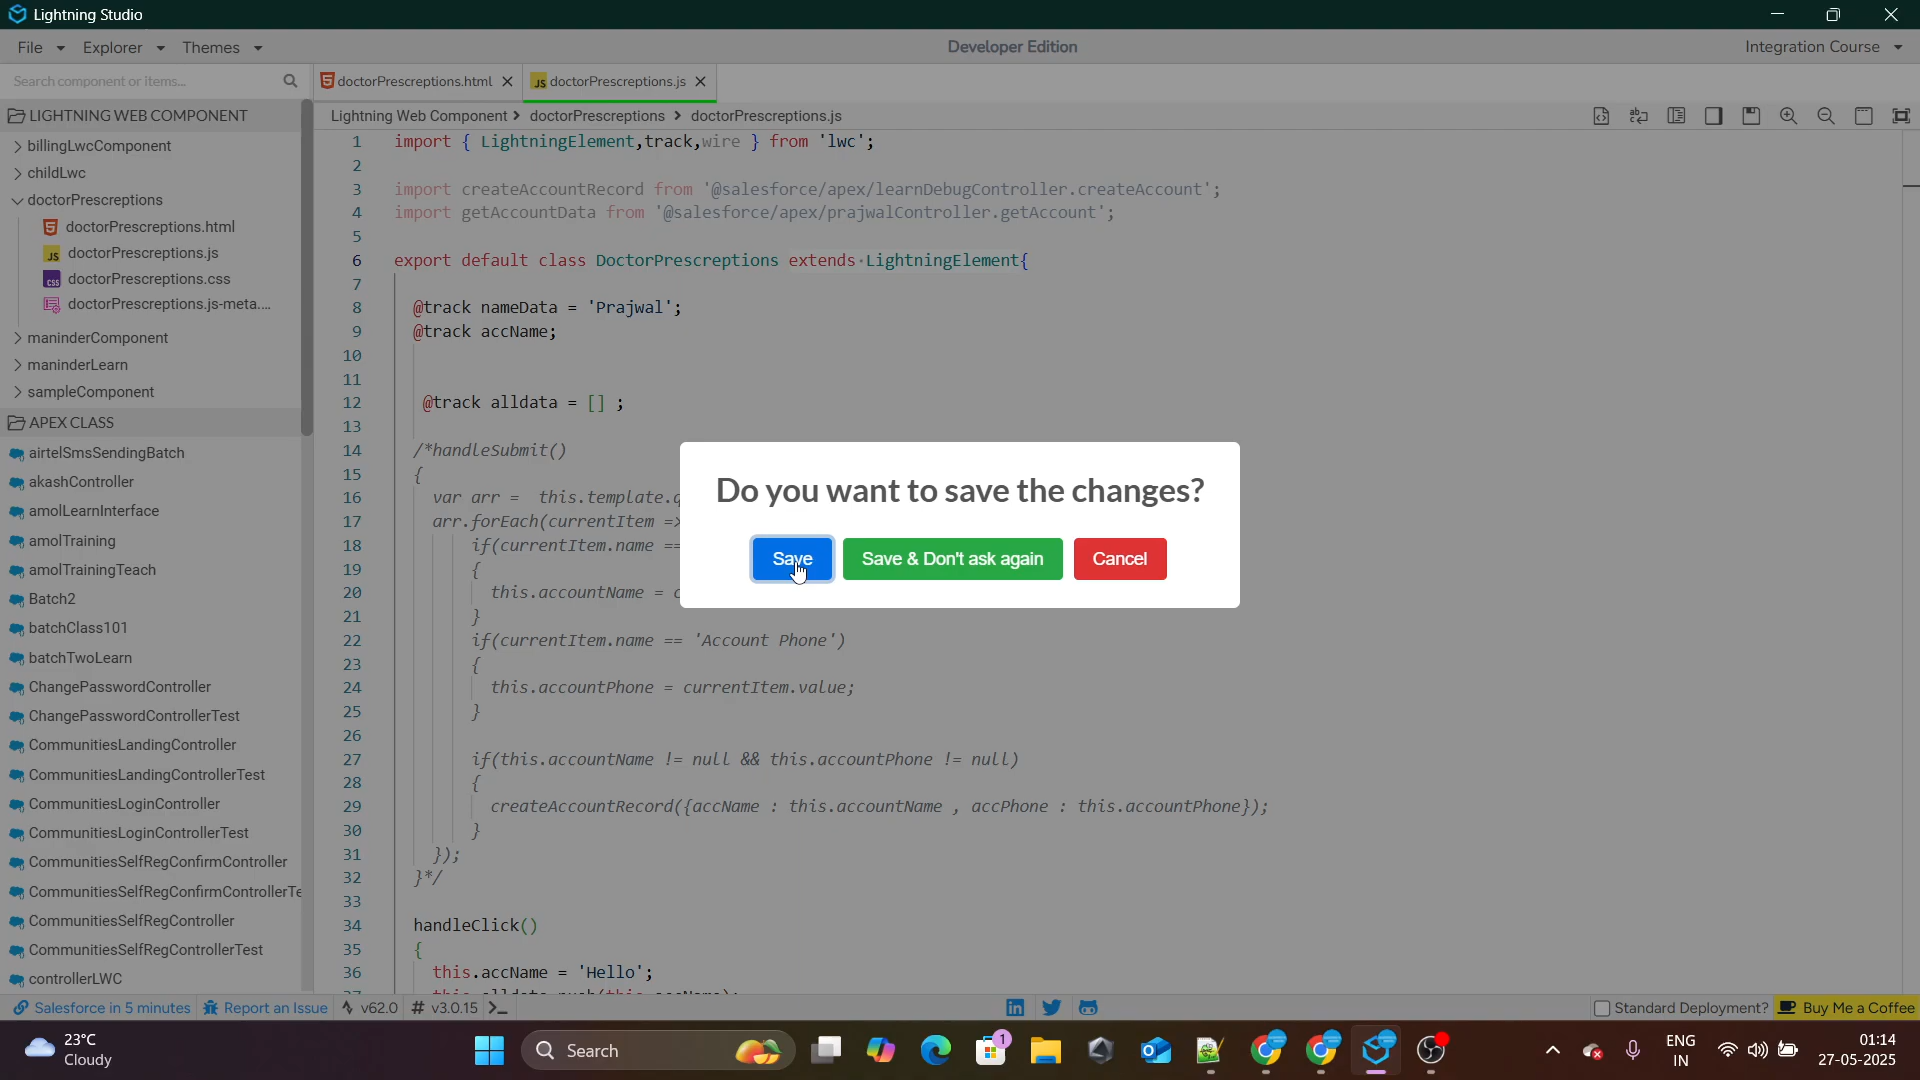 Lightning Studio
File Explorer Themes
Developer Edition
Integration Course
Search component or items...
doctorPrescreptions.html
JS doctorPrescreptions.js
LIGHTNING WEB COMPONENT
Lightning Web Component > doctorPrescreptions > doctorPrescreptions.js
billingLwcComponent
childLwc
doctorPrescreptions
doctorPrescreptions.html
JS doctorPrescreptions.js
CSS doctorPrescreptions.css
doctorPrescreptions.js-meta....
maninderComponent
maninderLearn
sampleComponent
APEX CLASS
airtelSmsSendingBatch
akashController
amolLearnInterface
amolTraining
amolTrainingTeach
Batch2
batchClass101
batchTwoLearn
ChangePasswordController
ChangePasswordControllerTest
CommunitiesLandingController
CommunitiesLandingControllerTest
CommunitiesLoginController
CommunitiesLoginControllerTest
CommunitiesSelfRegConfirmController
CommunitiesSelfRegConfirmControllerTe
CommunitiesSelfRegController
CommunitiesSelfRegControllerTest
controllerLWC
1 import { LightningElement,track,wire } from 'lwc';
2
3 import createAccountRecord from '@salesforce/apex/learnDebugController.createAccount';
4 import getAccountData from '@salesforce/apex/prajwalController.getAccount';
5
6 export default class DoctorPrescreptions extends·LightningElement{
7
8 @track nameData = 'Prajwal';
9 @track accName;
10
11
12 @track alldata = [] ;
13
14 /*handleSubmit()
15 {
16 var arr = this.template.q
17 arr.forEach(currentItem =>
18 if(currentItem.name ==
19 {
20 this.accountName = c
21 }
22 if(currentItem.name == 'Account Phone')
23 {
24 this.accountPhone = currentItem.value;
25 }
26
27 if(this.accountName != null && this.accountPhone != null)
28 {
29 createAccountRecord({accName : this.accountName , accPhone : this.accountPhone});
30 }
31 });
32 }*/
33
34 handleClick()
35 {
36 this.accName = 'Hello';
37 this.alldata.push(this.accName);
Do you want to save the changes?
Save
Save & Don't ask again
Cancel
Salesforce in 5 minutes Report an Issue v62.0 # v3.0.15
Standard Deployment? Buy Me a Coffee
23°C
Cloudy
Search
1
ENG
IN
01:14
27-05-2025